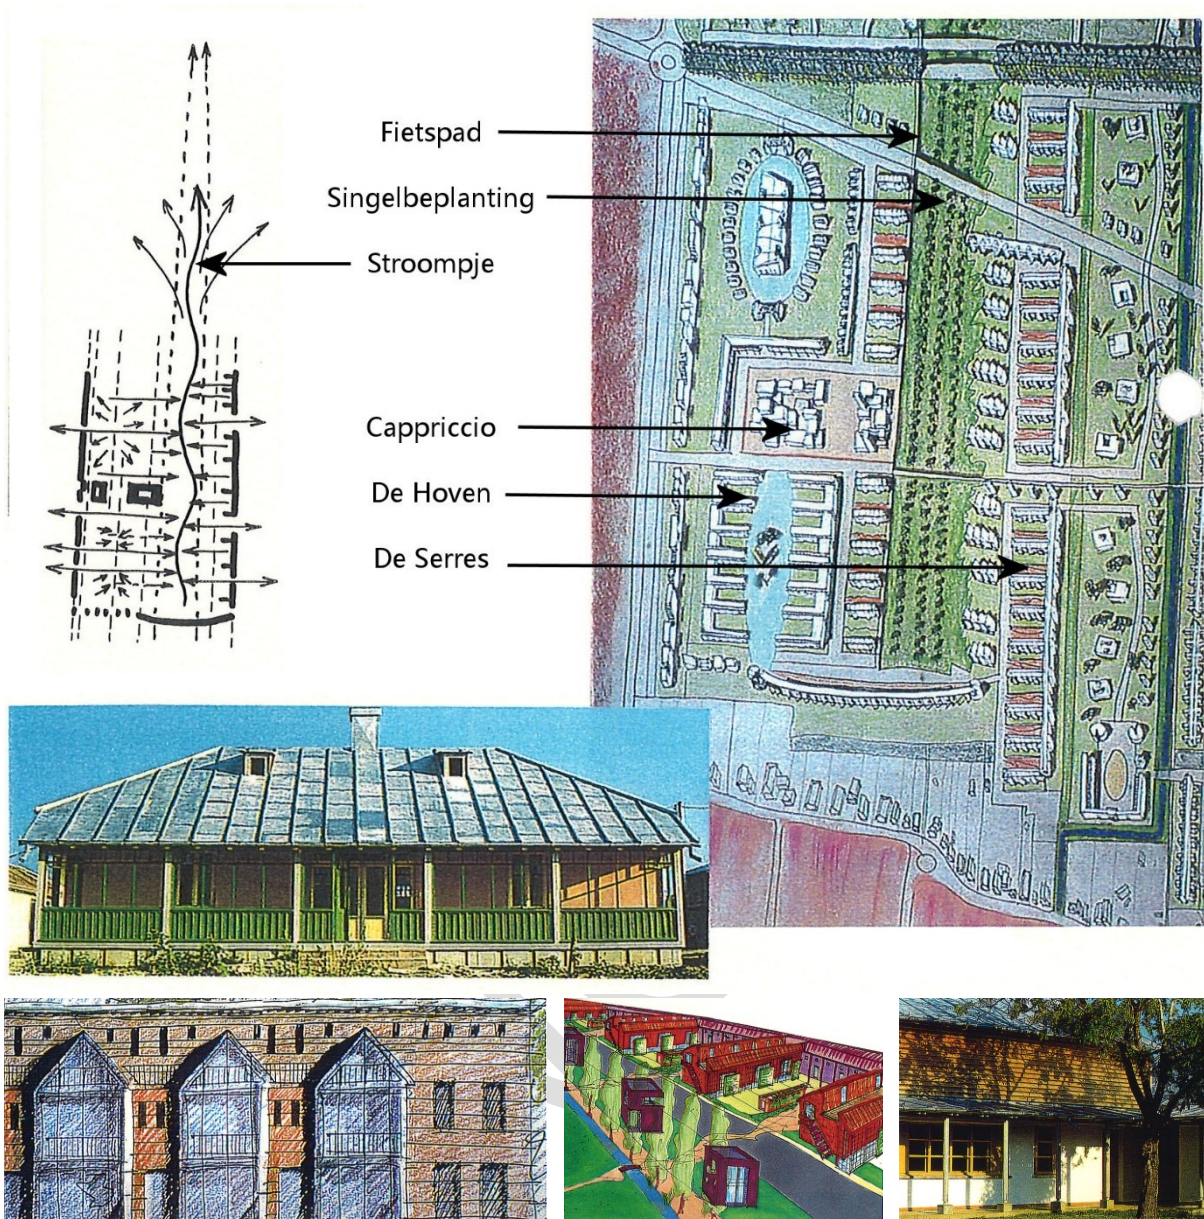 Fietspad
Singelbeplanting
Stroompje
Cappriccio
De Hoven
De Serres